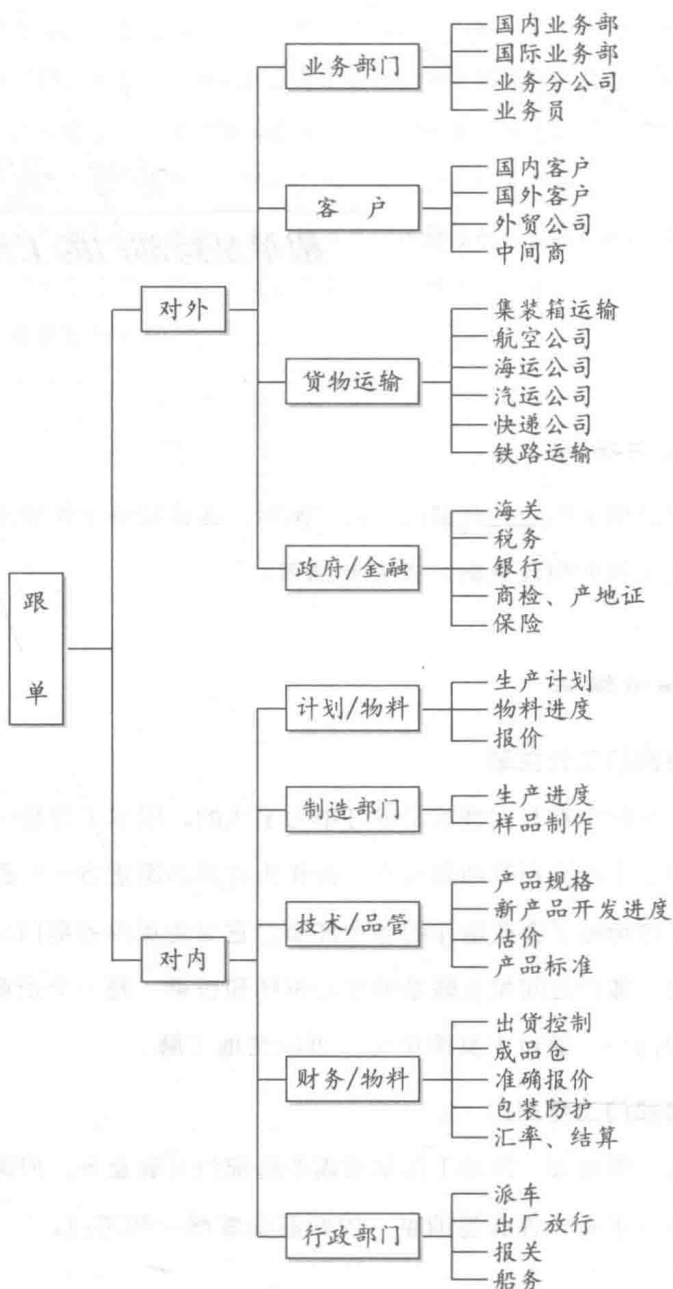 跟单
对外
业务部门
国内业务部
国际业务部
业务分公司
业务员
客户
国内客户
国外客户
外贸公司
中间商
货物运输
集装箱运输
航空公司
海运公司
汽运公司
快递公司
铁路运输
政府/金融
海关
税务
银行
商检、产地证
保险
对内
计划/物料
生产计划
物料进度
报价
制造部门
生产进度
样品制作
技术/品管
产品规格
新产品开发进度
估价
产品标准
财务/物料
出货控制
成品仓
准确报价
包装防护
汇率、结算
行政部门
派车
出厂放行
报关
船务